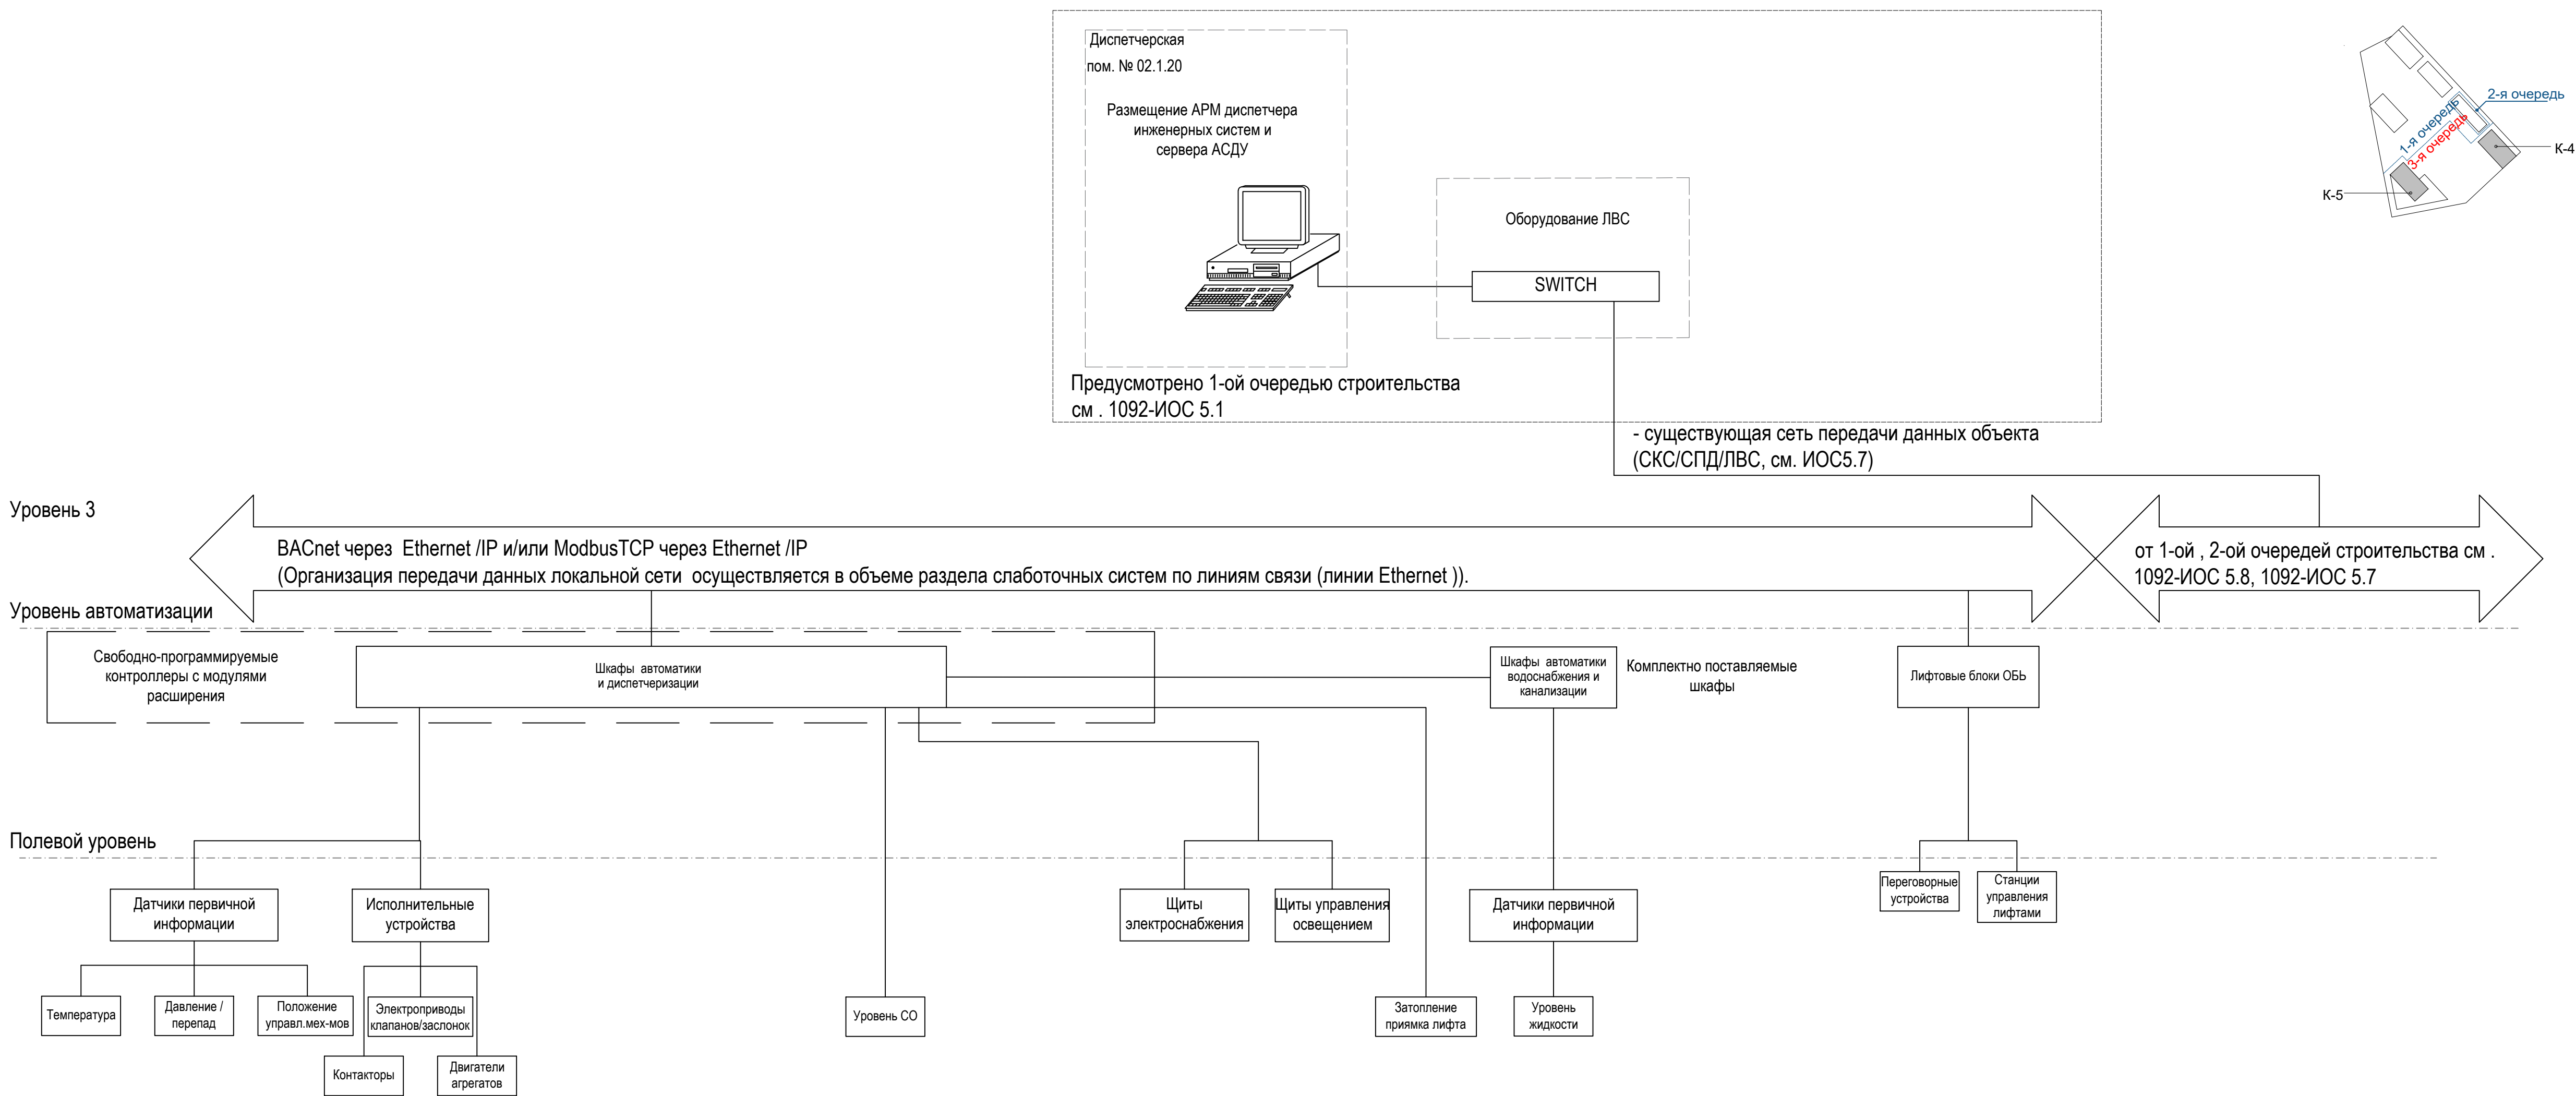 Диспетчерская
пом. № 02.1.20
Размещение АРМ диспетчера
инженерных систем и
сервера АСДУ
Оборудование ЛВС
SWITCH
Предусмотрено 1-ой очередью строительства
см . 1092-ИОС 5.1
2-я очередь
1-я очередь
3-я очередь
К-4
К-5
- существующая сеть передачи данных объекта
(СКС/СПД/ЛВС, см. ИОС5.7)
Уровень 3
BACnet через Ethernet /IP и/или ModbusTCP через Ethernet /IP
(Организация передачи данных локальной сети осуществляется в объеме раздела слаботочных систем по линиям связи (линии Ethernet )).
от 1-ой , 2-ой очередей строительства см .
1092-ИОС 5.8, 1092-ИОС 5.7
Уровень автоматизации
Свободно-программируемые
контроллеры с модулями
расширения
Шкафы автоматики
и диспетчеризации
Шкафы автоматики
водоснабжения и
канализации
Комплектно поставляемые
шкафы
Лифтовые блоки ОБЬ
Полевой уровень
Датчики первичной
информации
Исполнительные
устройства
Щиты
электроснабжения
Щиты управления
освещением
Датчики первичной
информации
Переговорные
устройства
Станции
управления
лифтами
Температура
Давление /
перепад
Положение
управл.мех-мов
Электроприводы
клапанов/заслонок
Уровень СО
Затопление
приямка лифта
Уровень
жидкости
Контакторы
Двигатели
агрегатов